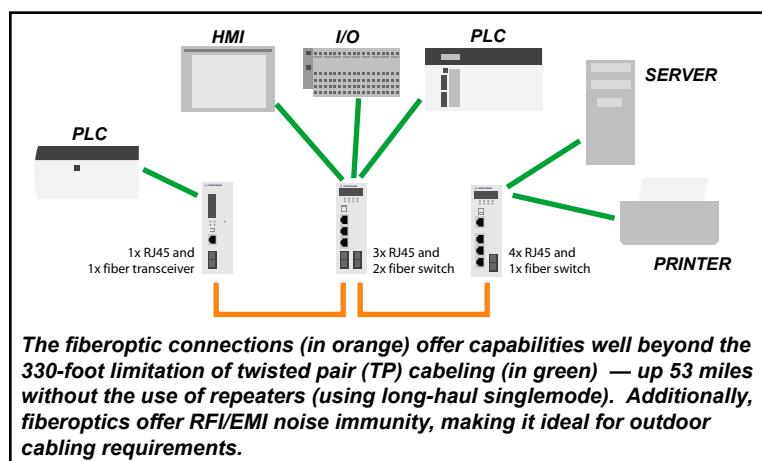 HMI
I/O
PLC
SERVER
PLC
1x RJ45 and
1x fiber transceiver
3x RJ45 and
2x fiber switch
4x RJ45 and
1x fiber switch
PRINTER
The fiberoptic connections (in orange) offer capabilities well beyond the
330-foot limitation of twisted pair (TP) cabeling (in green) — up 53 miles
without the use of repeaters (using long-haul singlemode). Additionally,
fiberoptics offer RFI/EMI noise immunity, making it ideal for outdoor
cabling requirements.